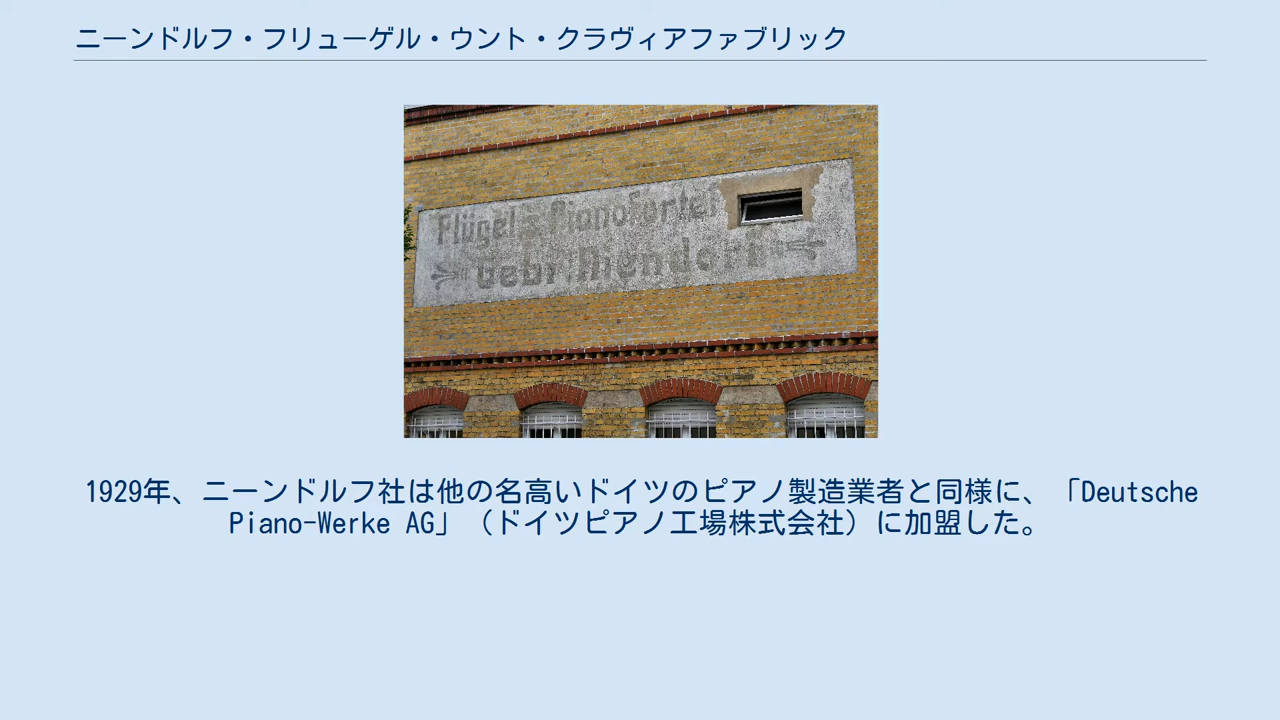 ニーンドルフ・フリューゲル・ウント・クラヴィアファブリック
Flügel & Pianofortef
Gebr. Niendorf
1929年、ニーンドルフ社は他の名高いドイツのピアノ製造業者と同様に、「Deutsche
Piano-Werke AG」（ドイツピアノ工場株式会社）に加盟した。